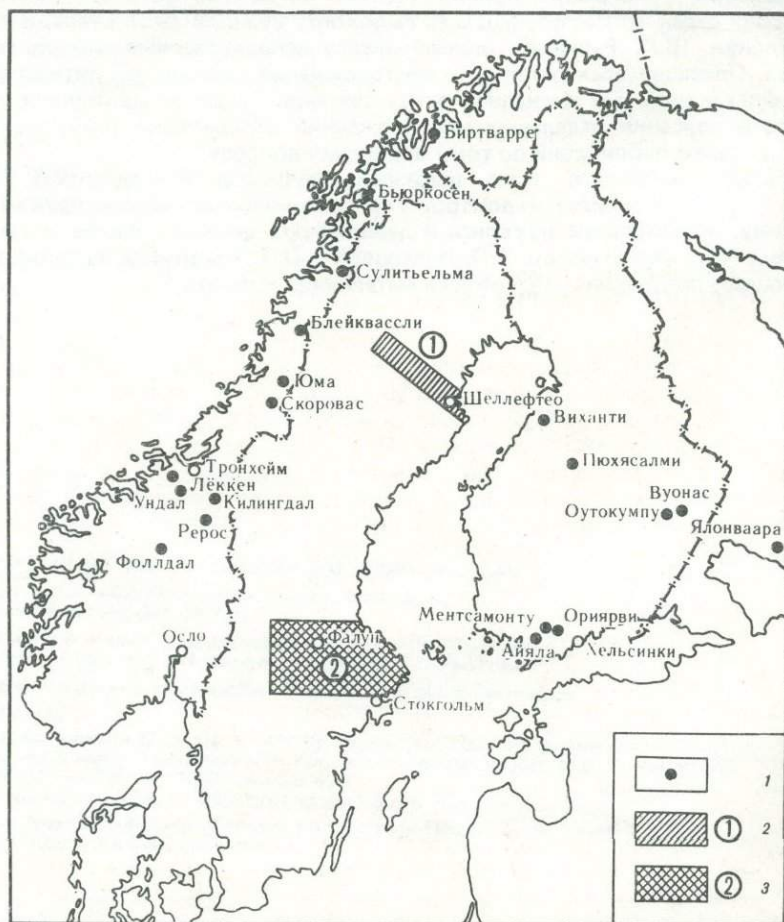 Биртварре
Бьюркосен
Сулитьельма
Блейквассли
①
Юма
Скоровас
Шеллефтео
Виханти
Тронхейм
Пюхясалми
Лёккен
Ундал
Килингдал
Вуонас
Оутокумпу
Рерос
Ялонваара
Фоллдал
Ментсамонту
Ориярви
Осло
Фалун
Айяла
Хельсинки
②
Стокгольм
1
① 2
② 3